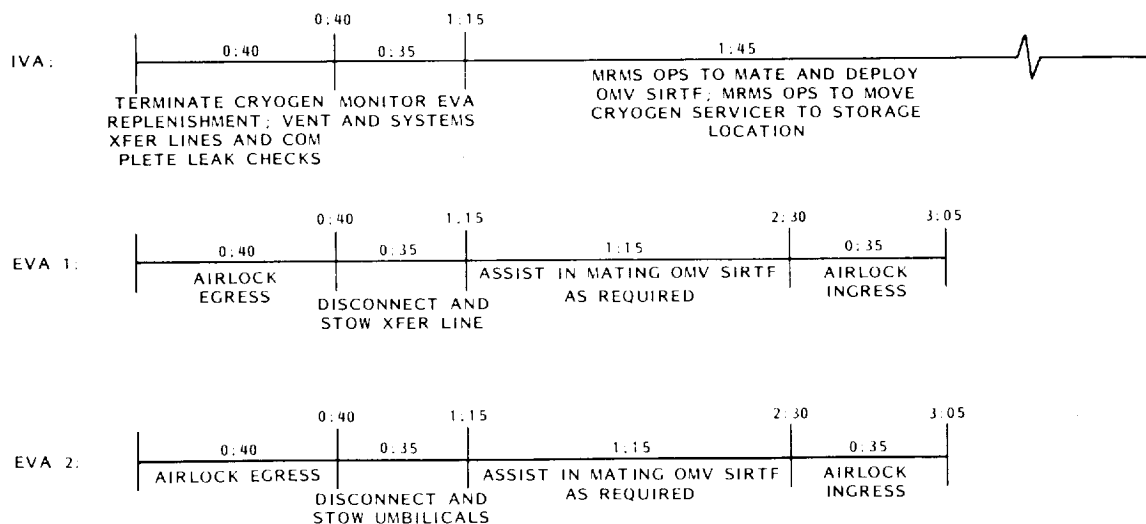 0:40 1:15
0:40 0:35 1:45
IVA:
TERMINATE CRYOGEN MONITOR EVA MRMS OPS TO MATE AND DEPLOY
REPLENISHMENT; VENT AND SYSTEMS OMV SIRTF; MRMS OPS TO MOVE
XFER LINES AND COM CRYOGEN SERVICER TO STORAGE
PLETE LEAK CHECKS LOCATION
0:40 1.15 2:30 3:05
0:40 0:35 1:15 0:35
EVA 1:
AIRLOCK ASSIST IN MATING OMV SIRTF AIRLOCK
EGRESS AS REQUIRED INGRESS
DISCONNECT AND
STOW XFER LINE
0:40 1:15 2:30 3:05
0:40 0:35 1:15 0:35
EVA 2:
AIRLOCK EGRESS ASSIST IN MATING OMV SIRTF AIRLOCK
AS REQUIRED INGRESS
DISCONNECT AND
STOW UMBILICALS